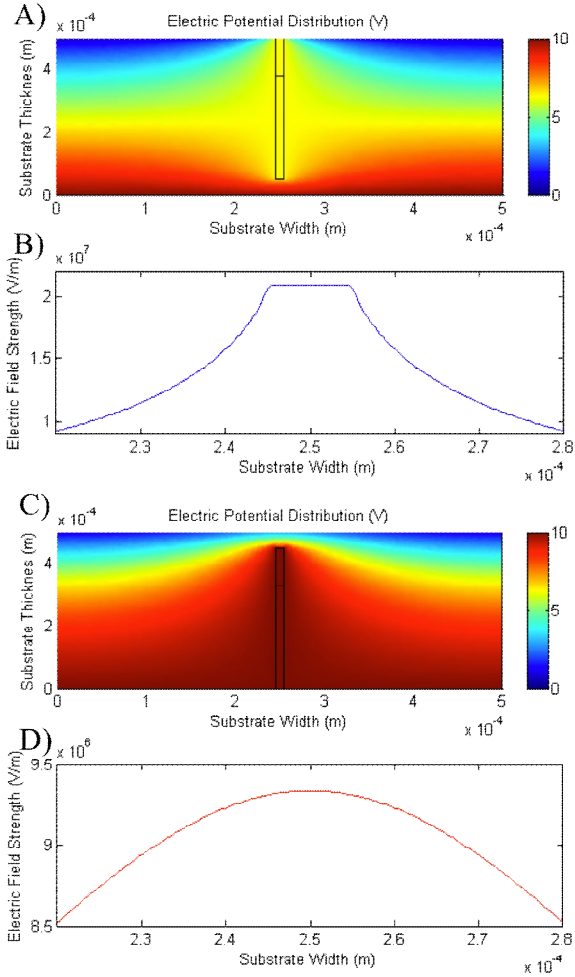 A)
Electric Potential Distribution (V)
x 10⁻⁴
Substrate Thicknes (m)
4
2
0
0
1
2
3
4
5
Substrate Width (m)
x 10⁻⁴
10
5
0
B)
x 10⁷
Electric Field Strength (V/m)
2
1.5
1
2.3
2.4
2.5
2.6
2.7
2.8
Substrate Width (m)
x 10⁻⁴
C)
x 10⁻⁴
Electric Potential Distribution (V)
Substrate Thicknes (m)
4
2
0
0
1
2
3
4
5
Substrate Width (m)
x 10⁻⁴
10
5
0
D)
x 10⁶
Electric Field Strength (V/m)
9.5
9
8.5
2.3
2.4
2.5
2.6
2.7
2.8
Substrate Width (m)
x 10⁻⁴